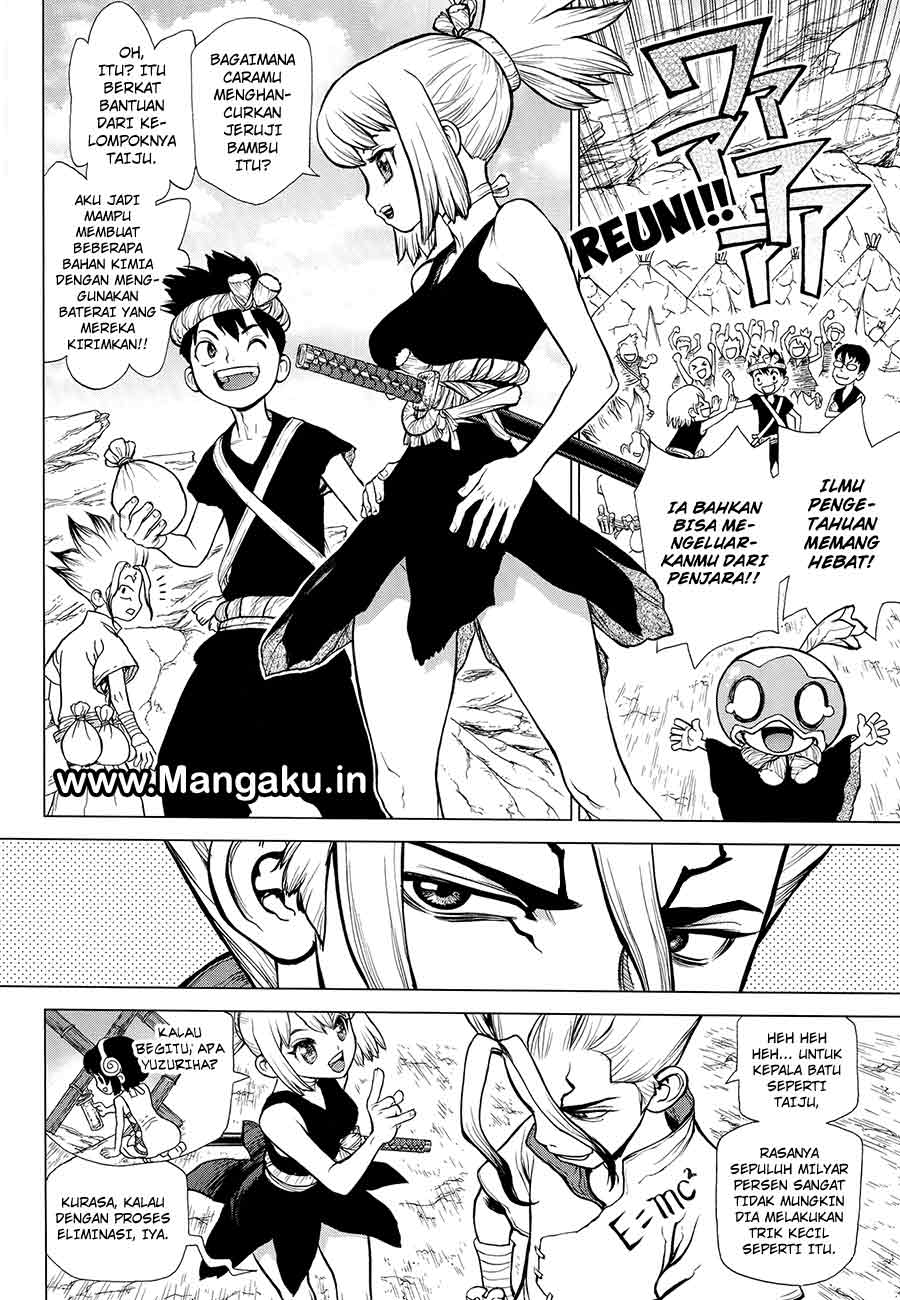 ワァァァ
REUNI!!
ILMU
PENGE-
TAHUAN
MEMANG
HEBAT!
IA BAHKAN
BISA ME-
NGELUAR-
KANMU DARI
PENJARA!!
BAGAIMANA
CARAMU
MENGHAN-
CURKAN
JERUJI
BAMBU
ITU?
OH,
ITU? ITU
BERKAT
BANTUAN
DARI KE-
LOMPOKNYA
TAIJU.
AKU JADI
MAMPU
MEMBUAT
BEBERAPA
BAHAN KIMIA
DENGAN MENG-
GUNAKAN
BATERAI YANG
MEREKA
KIRIMKAN!!
www.Mangaku.in
HEH HEH
HEH... UNTUK
KEPALA BATU
SEPERTI
TAIJU,
RASANYA
SEPULUH MILYAR
PERSEN SANGAT
TIDAK MUNGKIN
DIA MELAKUKAN
TRIK KECIL
SEPERTI ITU.
E=mc²
KALAU
BEGITU, APA
YUZURIHA?
KURASA, KALAU
DENGAN PROSES
ELIMINASI, IYA.